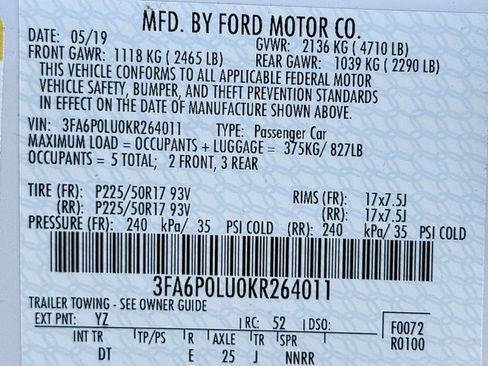 MFD. BY FORD MOTOR CO.
DATE: 05/19 GVWR: 2136 KG ( 4710 LB)
FRONT GAWR: 1118 KG ( 2465 LB) REAR GAWR: 1039 KG ( 2290 LB)
THIS VEHICLE CONFORMS TO ALL APPLICABLE FEDERAL MOTOR
VEHICLE SAFETY, BUMPER, AND THEFT PREVENTION STANDARDS
IN EFFECT ON THE DATE OF MANUFACTURE SHOWN ABOVE.
VIN: 3FA6P0LU0KR264011 TYPE: Passenger Car
MAXIMUM LOAD = OCCUPANTS + LUGGAGE = 375KG/ 827LB
OCCUPANTS = 5 TOTAL; 2 FRONT, 3 REAR
TIRE (FR): P225/50R17 93V RIMS (FR): 17x7.5J
(RR): P225/50R17 93V (RR): 17x7.5J
PRESSURE (FR): 240 kPa/ 35 PSI COLD (RR): 240 kPa/ 35 PSI COLD
3FA6P0LU0KR264011
TRAILER TOWING - SEE OWNER GUIDE
EXT PNT: YZ RC: 52 DSO: F0072
INT TR TP/PS R AXLE TR SPR R0100
DT E 25 J NNRR